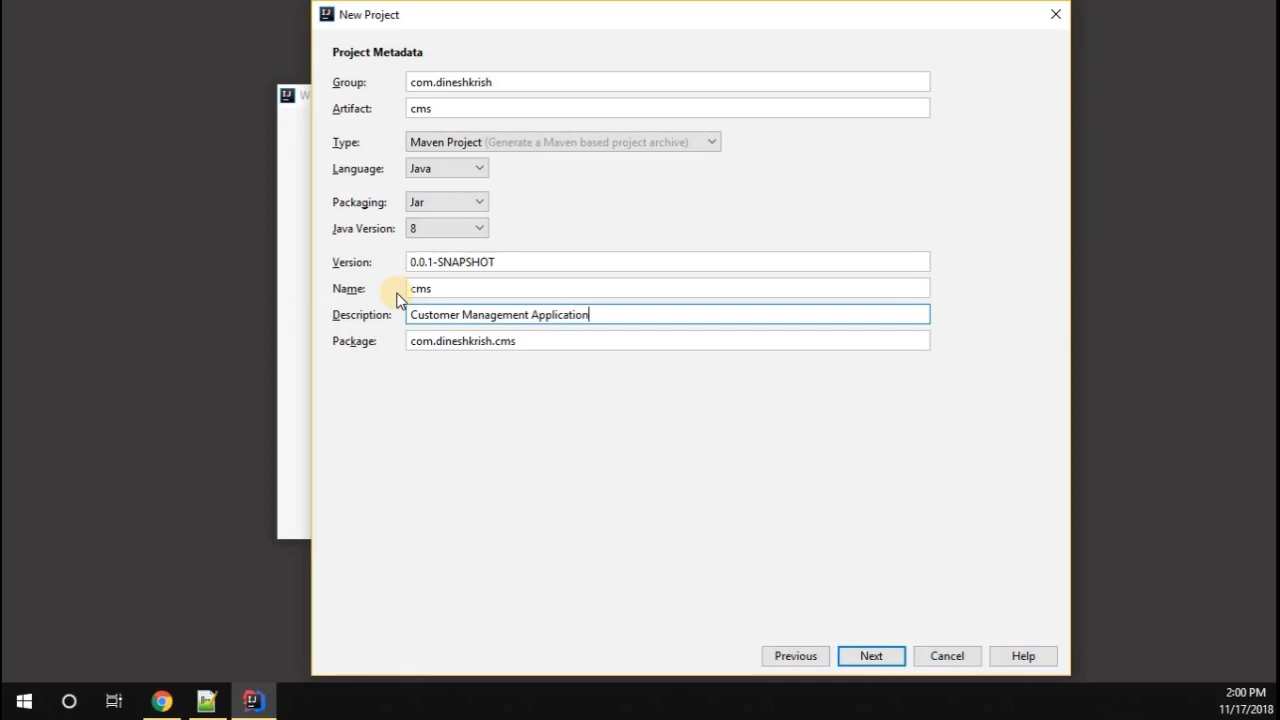 New Project
Project Metadata
Group: com.dineshkrish
Artifact: cms
Type: Maven Project (Generate a Maven based project archive)
Language: Java
Packaging: Jar
Java Version: 8
Version: 0.0.1-SNAPSHOT
Name: cms
Description: Customer Management Application
Package: com.dineshkrish.cms
Previous Next Cancel Help
2:00 PM
11/17/2018